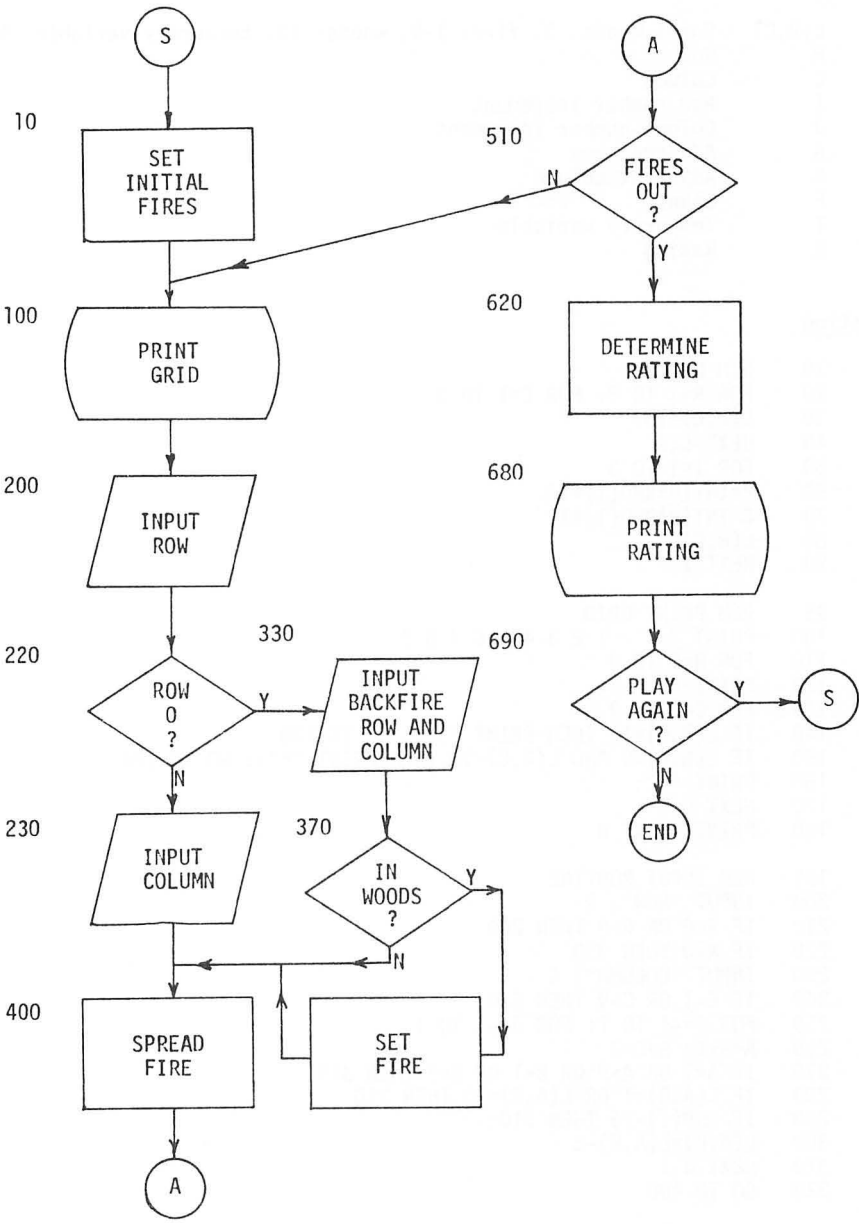 S
10
SET
INITIAL
FIRES
100
PRINT
GRID
200
INPUT
ROW
220
ROW
0
?
Y
N
330
INPUT
BACKFIRE
ROW AND
COLUMN
230
INPUT
COLUMN
370
IN
WOODS
?
Y
N
400
SPREAD
FIRE
SET
FIRE
A
A
510
FIRES
OUT
?
N
Y
620
DETERMINE
RATING
680
PRINT
RATING
690
PLAY
AGAIN
?
Y
S
N
END